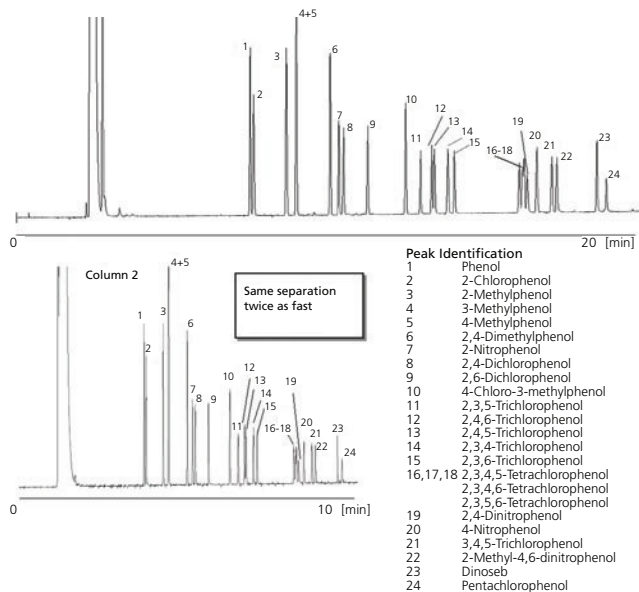 4+5
1
2
3
6
7
8
9
10
11
12
13
14
15
16-18
19
20
21
22
23
24
0
20 [min]
Column 2
Same separation
twice as fast
4+5
1
2
3
6
7
8
9
10
11
12
13
14
15
16-18
19
20
21
22
23
24
0
10 [min]
Peak Identification
1 Phenol
2 2-Chlorophenol
3 2-Methylphenol
4 3-Methylphenol
5 4-Methylphenol
6 2,4-Dimethylphenol
7 2-Nitrophenol
8 2,4-Dichlorophenol
9 2,6-Dichlorophenol
10 4-Chloro-3-methylphenol
11 2,3,5-Trichlorophenol
12 2,4,6-Trichlorophenol
13 2,4,5-Trichlorophenol
14 2,3,4-Trichlorophenol
15 2,3,6-Trichlorophenol
16,17,18 2,3,4,5-Tetrachlorophenol
2,3,4,6-Tetrachlorophenol
2,3,5,6-Tetrachlorophenol
19 2,4-Dinitrophenol
20 4-Nitrophenol
21 3,4,5-Trichlorophenol
22 2-Methyl-4,6-dinitrophenol
23 Dinoseb
24 Pentachlorophenol